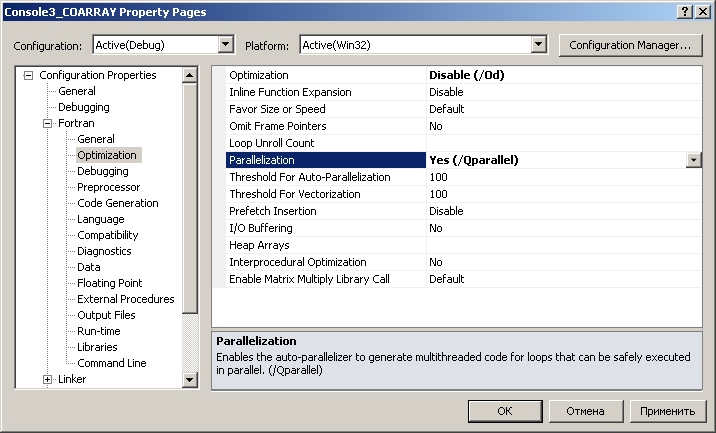 Console3_COARRAY Property Pages
Configuration: Active(Debug) Platform: Active(Win32) Configuration Manager...
Configuration Properties
General
Debugging
Fortran
General
Optimization
Debugging
Preprocessor
Code Generation
Language
Compatibility
Diagnostics
Data
Floating Point
External Procedures
Output Files
Run-time
Libraries
Command Line
Linker
Optimization Disable (/Od)
Inline Function Expansion Disable
Favor Size or Speed Default
Omit Frame Pointers No
Loop Unroll Count
Parallelization Yes (/Qparallel)
Threshold For Auto-Parallelization 100
Threshold For Vectorization 100
Prefetch Insertion Disable
I/O Buffering No
Heap Arrays
Interprocedural Optimization No
Enable Matrix Multiply Library Call Default
Parallelization
Enables the auto-parallelizer to generate multithreaded code for loops that can be safely executed
in parallel. (/Qparallel)
OK Отмена Применить